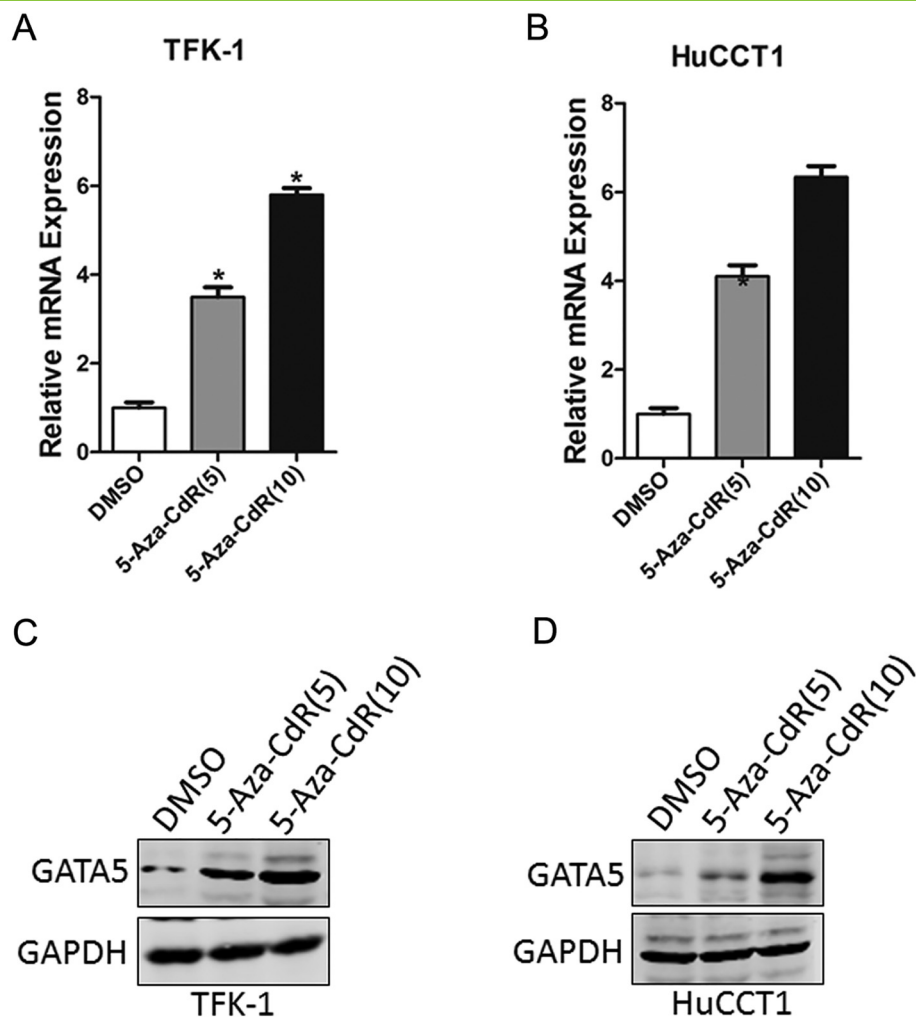 A
TFK-1
Relative mRNA Expression
8
6
4
2
0
*
*
DMSO
5-Aza-CdR(5)
5-Aza-CdR(10)
B
HuCCT1
Relative mRNA Expression
8
6
4
2
0
*
DMSO
5-Aza-CdR(5)
5-Aza-CdR(10)
C
DMSO
5-Aza-CdR(5)
5-Aza-CdR(10)
GATA5
GAPDH
TFK-1
D
DMSO
5-Aza-CdR(5)
5-Aza-CdR(10)
GATA5
GAPDH
HuCCT1